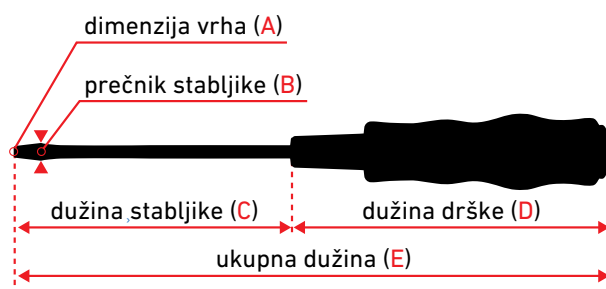 dimenzija vrha (A)
prečnik stabljike (B)
dužina stabljike (C)
dužina drške (D)
ukupna dužina (E)